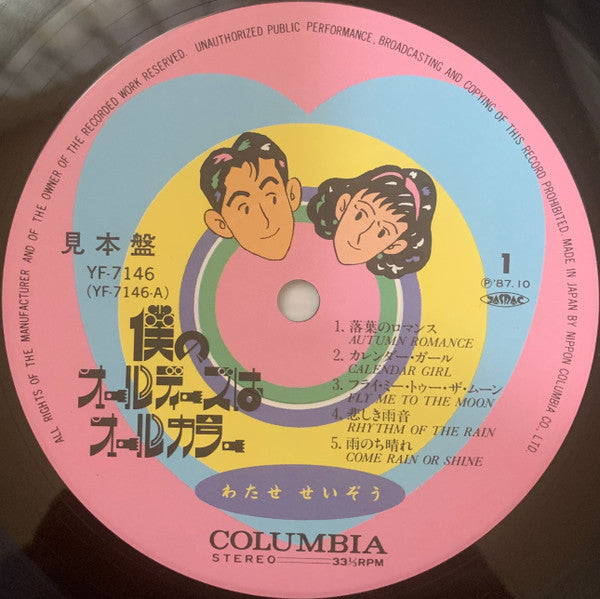 ALL RIGHTS OF THE MANUFACTURER AND OF THE OWNER OF THE RECORDED WORK RESERVED. UNAUTHORIZED PUBLIC PERFORMANCE, BROADCASTING AND COPYING OF THIS RECORD PROHIBITED. MADE IN JAPAN BY NIPPON COLUMBIA CO., LTD.
見本盤
YF-7146
(YF-7146-A)
1
Ⓟ'87.10
JASRAC
僕の
オールディーズは
オールカラー
1. 落葉のロマンス
AUTUMN ROMANCE
2. カレンダー・ガール
CALENDAR GIRL
3. フライ・ミー・トゥー・ザ・ムーン
FLY ME TO THE MOON
4. 悲しき雨音
RHYTHM OF THE RAIN
5. 雨のち晴れ
COME RAIN OR SHINE
わたせ せいぞう
COLUMBIA
STEREO 33⅓RPM